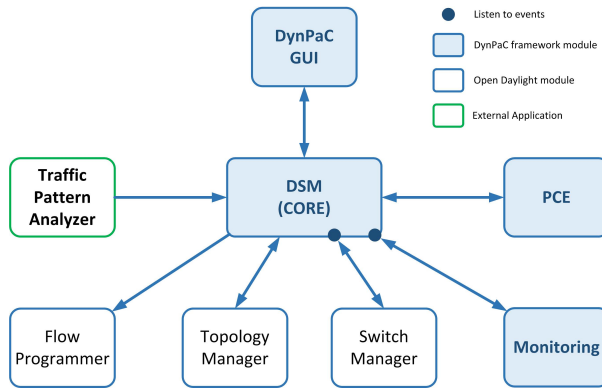 Listen to events
DynPaC
GUI
DynPaC framework module
Open Daylight module
External Application
Traffic
Pattern
Analyzer
DSM
(CORE)
PCE
Flow
Programmer
Topology
Manager
Switch
Manager
Monitoring